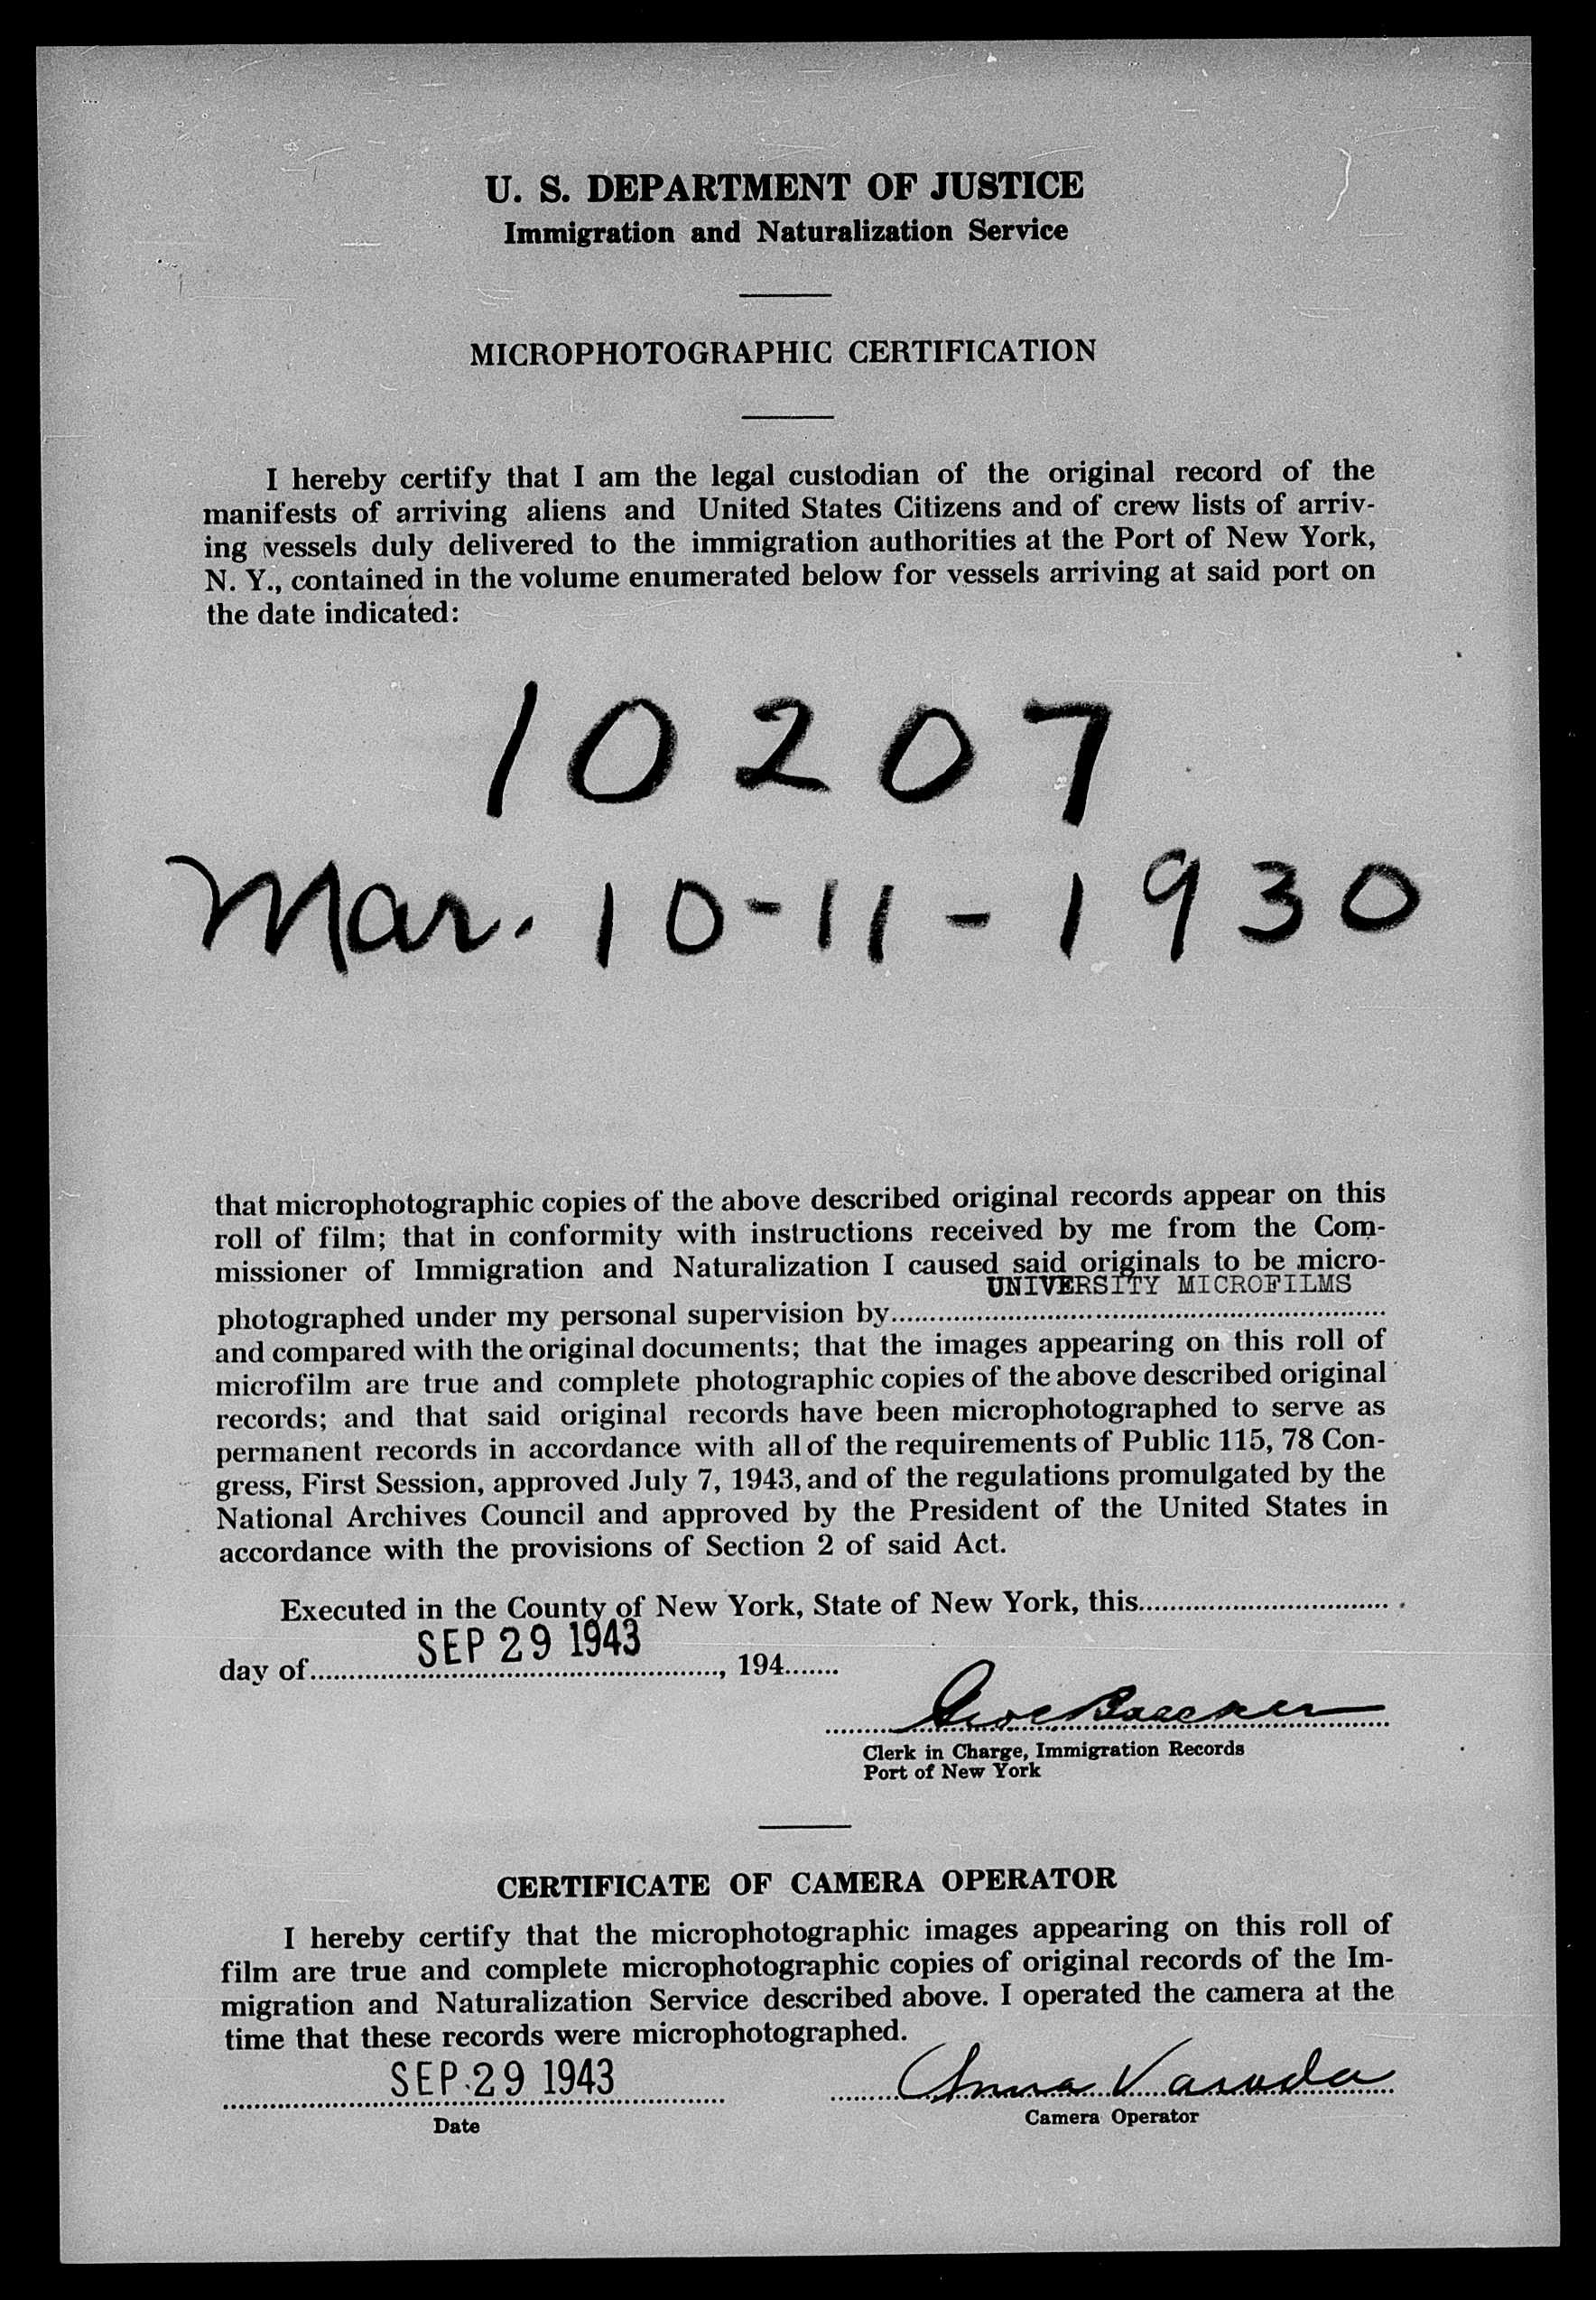 U. S. DEPARTMENT OF JUSTICE
Immigration and Naturalization Service
MICROPHOTOGRAPHIC CERTIFICATION
I hereby certify that I am the legal custodian of the original record of the
manifests of arriving aliens and United States Citizens and of crew lists of arriv-
ing vessels duly delivered to the immigration authorities at the Port of New York,
N. Y., contained in the volume enumerated below for vessels arriving at said port on
the date indicated:
10207
Mar. 10-11-1930
that microphotographic copies of the above described original records appear on this
roll of film; that in conformity with instructions received by me from the Com-
missioner of Immigration and Naturalization I caused said originals to be micro-
UNIVERSITY MICROFILMS
photographed under my personal supervision by
and compared with the original documents; that the images appearing on this roll of
microfilm are true and complete photographic copies of the above described original
records; and that said original records have been microphotographed to serve as
permanent records in accordance with all of the requirements of Public 115, 78 Con-
gress, First Session, approved July 7, 1943, and of the regulations promulgated by the
National Archives Council and approved by the President of the United States in
accordance with the provisions of Section 2 of said Act.
Executed in the County of New York, State of New York, this
SEP 29 1943
day of, 194
Clerk in Charge, Immigration Records
Port of New York
CERTIFICATE OF CAMERA OPERATOR
I hereby certify that the microphotographic images appearing on this roll of
film are true and complete microphotographic copies of original records of the Im-
migration and Naturalization Service described above. I operated the camera at the
time that these records were microphotographed.
SEP 29 1943 Anna Varuda
Date Camera Operator